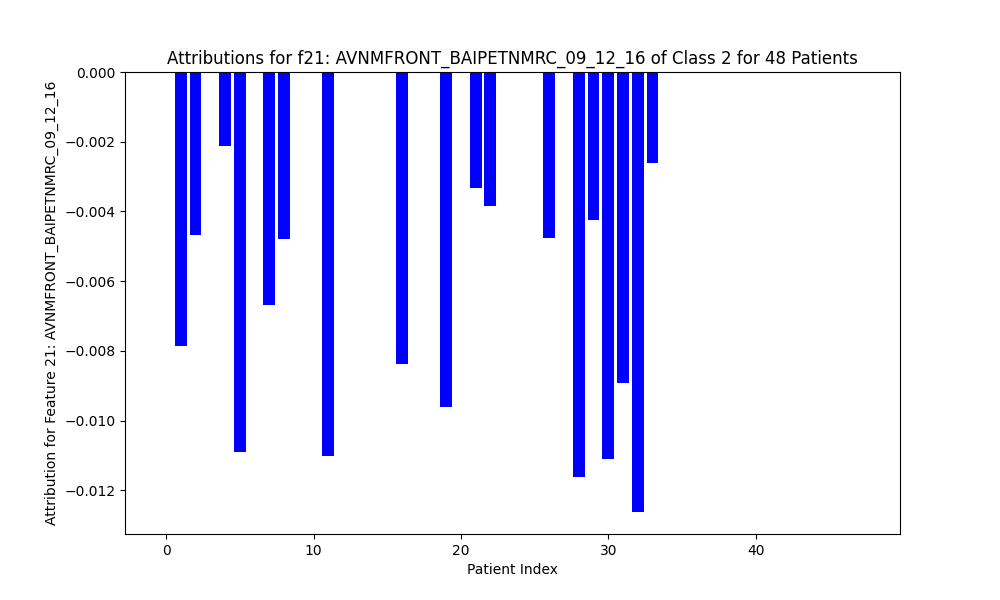 Attributions for f21: AVNMFRONT_BAIPETNMRC_09_12_16 of Class 2 for 48 Patients
Attribution for Feature 21: AVNMFRONT_BAIPETNMRC_09_12_16
0.000
−0.002
−0.004
−0.006
−0.008
−0.010
−0.012
0 10 20 30 40
Patient Index